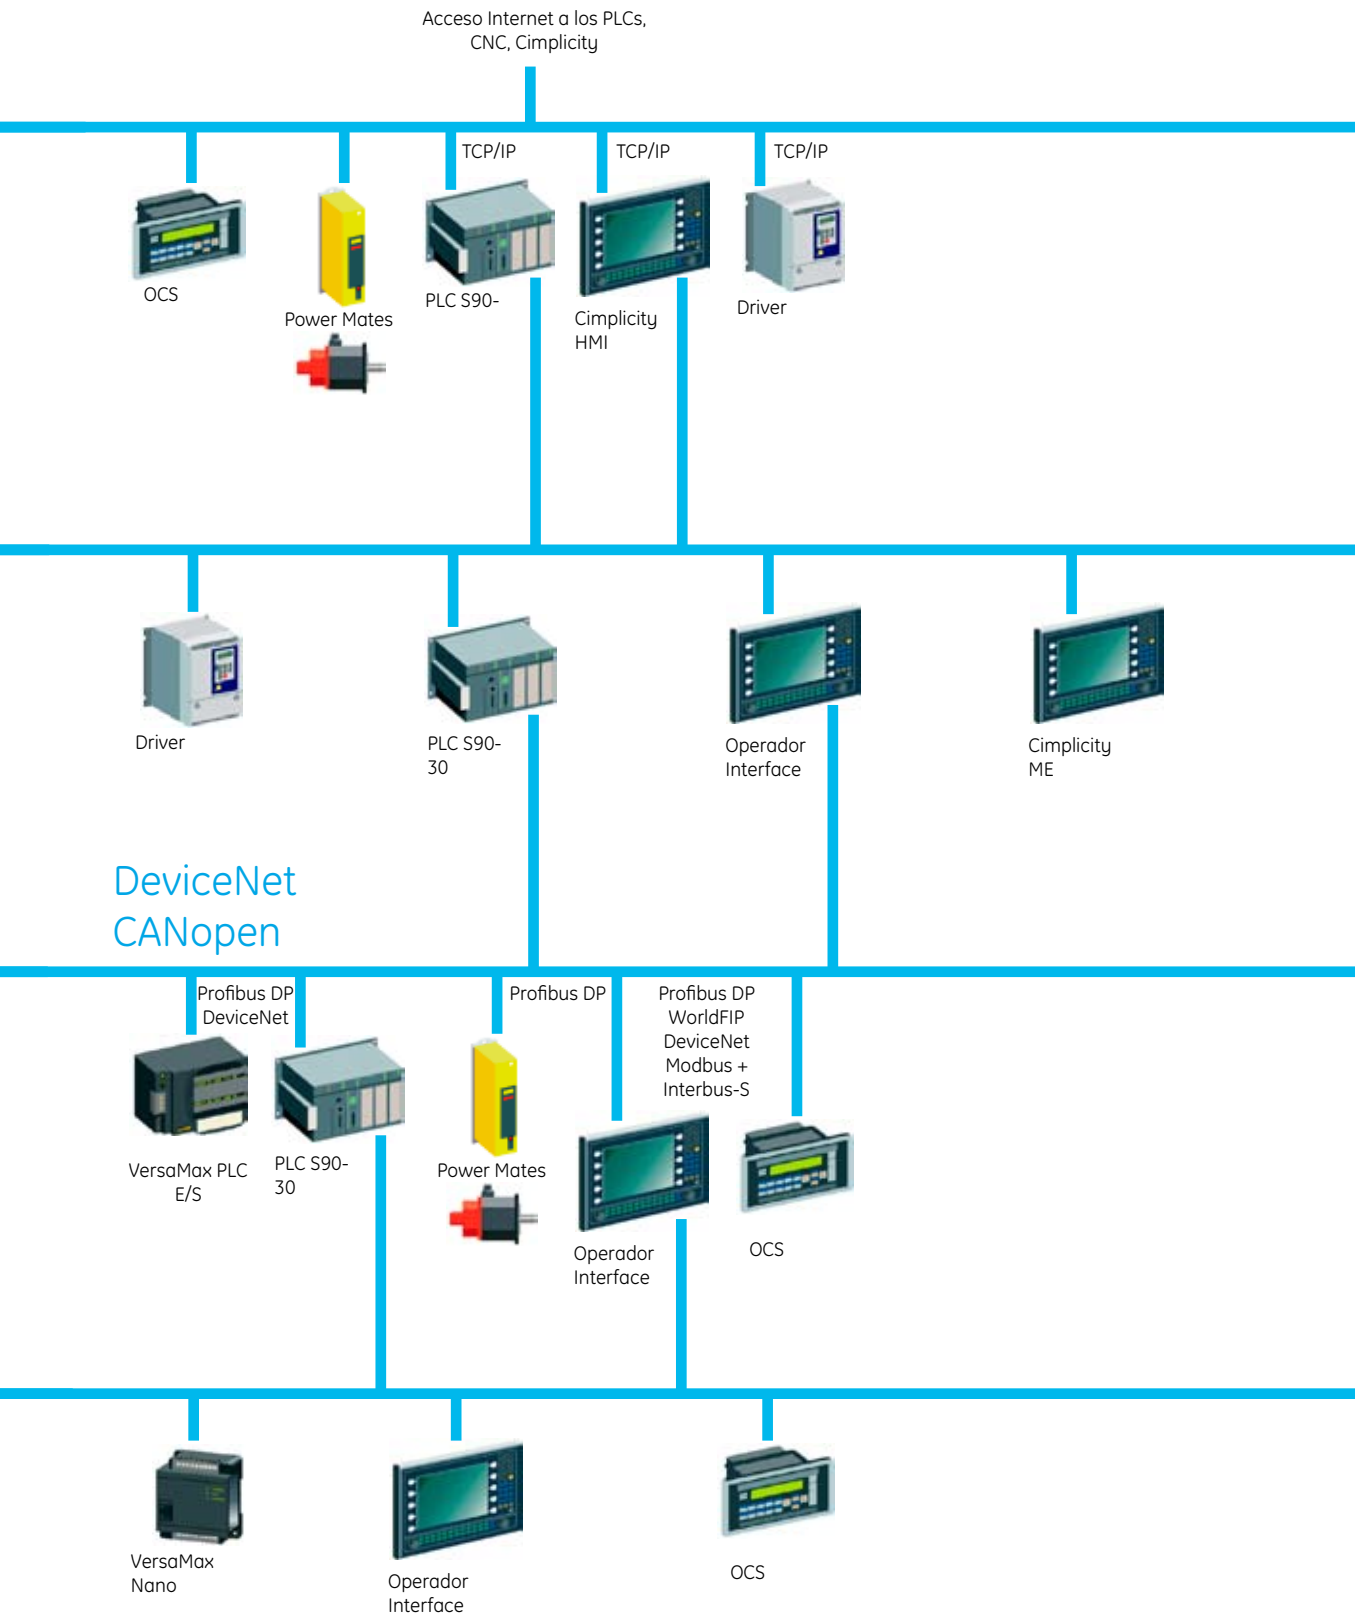 Acceso Internet a los PLCs,
CNC, Cimplicity
TCP/IP
TCP/IP
TCP/IP
OCS
Power Mates
PLC S90-
Cimplicity
HMI
Driver
Driver
PLC S90-
30
Operador
Interface
Cimplicity
ME
DeviceNet
CANopen
Profibus DP
DeviceNet
Profibus DP
Profibus DP
WorldFIP
DeviceNet
Modbus +
Interbus-S
VersaMax PLC
E/S
PLC S90-
30
Power Mates
Operador
Interface
OCS
VersaMax
Nano
Operador
Interface
OCS